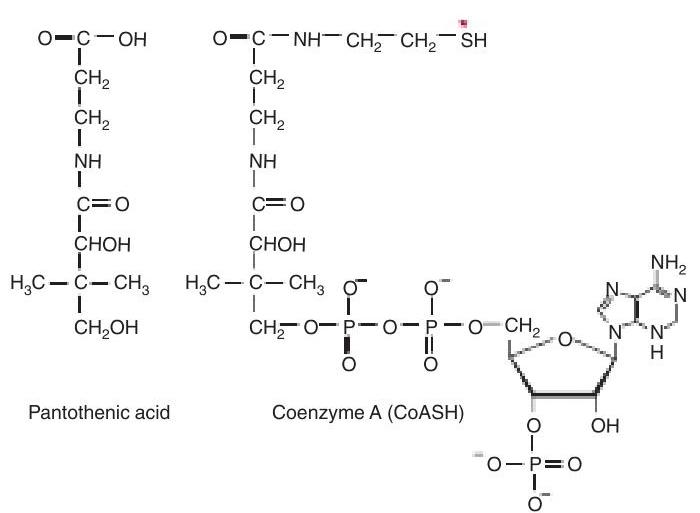 O C OH
CH2
CH2
NH
C O
CHOH
H3C C CH3
CH2OH
Pantothenic acid
O C NH CH2 CH2 SH
CH2
CH2
NH
C O
CHOH
H3C C CH3
CH2 O P O P O CH2 O
O− O−
O O
NH2
N N
N N
H
O OH
−O P O
O−
Coenzyme A (CoASH)